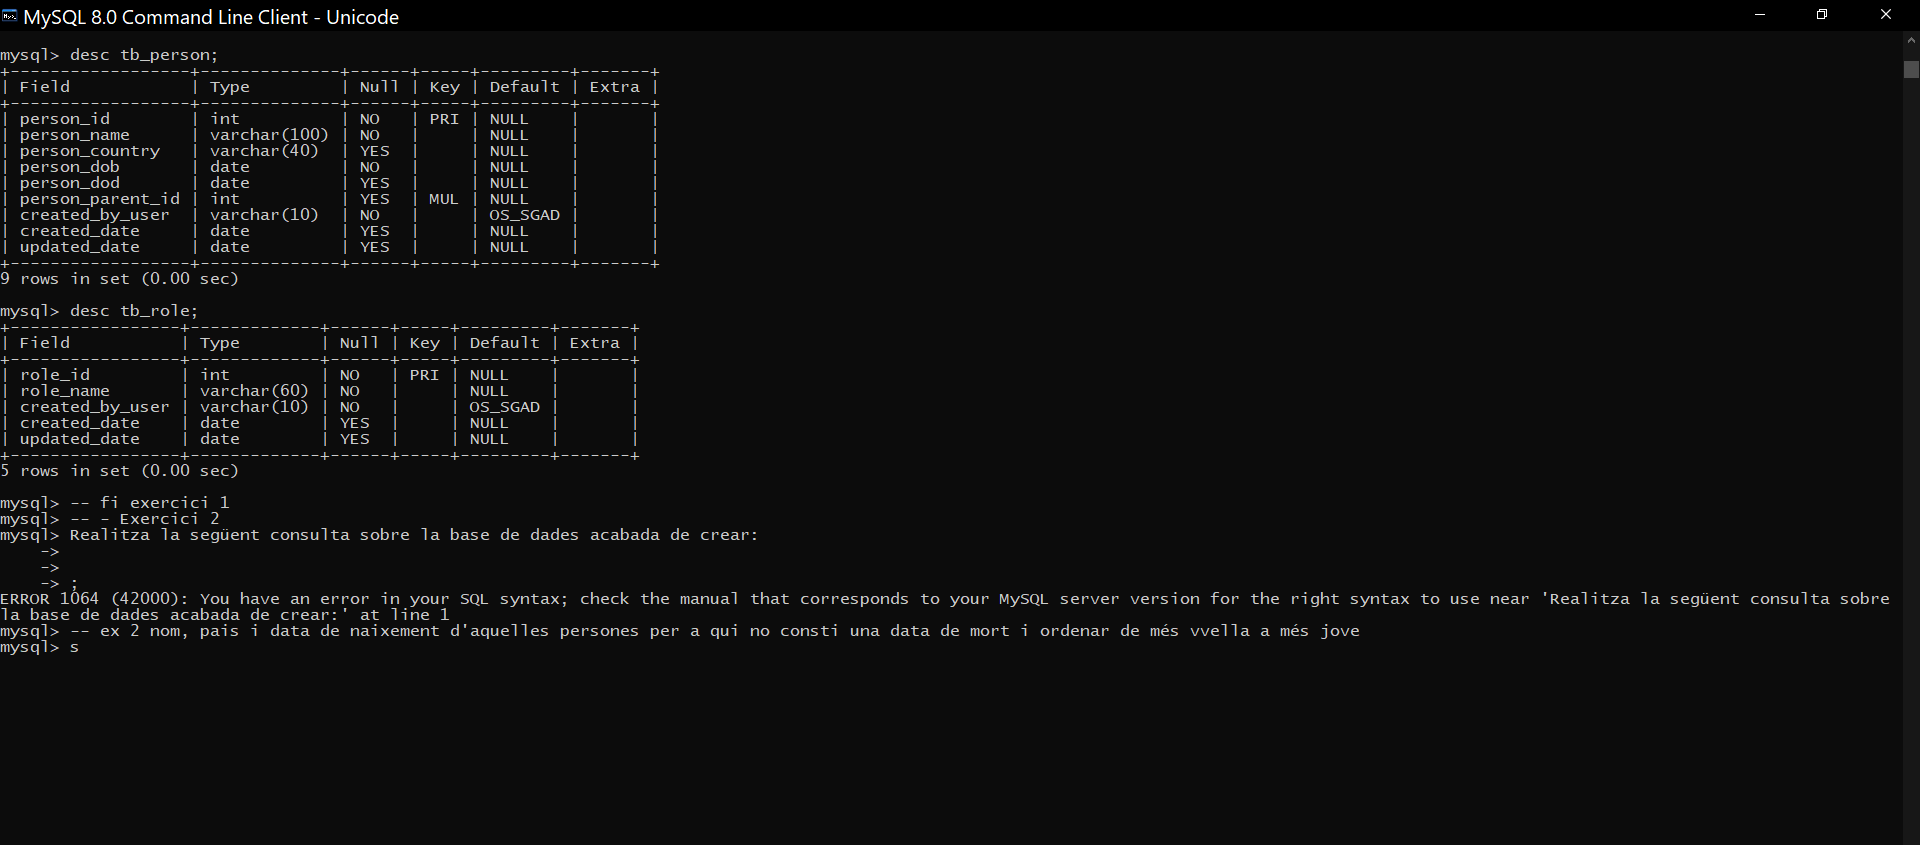 MySQL 8.0 Command Line Client - Unicode
mysql> desc tb_person;
+------------------+--------------+------+-----+---------+-------+
| Field            | Type         | Null | Key | Default | Extra |
+------------------+--------------+------+-----+---------+-------+
| person_id        | int          | NO   | PRI | NULL    |       |
| person_name      | varchar(100) | NO   |     | NULL    |       |
| person_country   | varchar(40)  | YES  |     | NULL    |       |
| person_dob       | date         | NO   |     | NULL    |       |
| person_dod       | date         | YES  |     | NULL    |       |
| person_parent_id | int          | YES  | MUL | NULL    |       |
| created_by_user  | varchar(10)  | NO   |     | OS_SGAD |       |
| created_date     | date         | YES  |     | NULL    |       |
| updated_date     | date         | YES  |     | NULL    |       |
+------------------+--------------+------+-----+---------+-------+
9 rows in set (0.00 sec)
mysql> desc tb_role;
+-----------------+-------------+------+-----+---------+-------+
| Field           | Type        | Null | Key | Default | Extra |
+-----------------+-------------+------+-----+---------+-------+
| role_id         | int         | NO   | PRI | NULL    |       |
| role_name       | varchar(60) | NO   |     | NULL    |       |
| created_by_user | varchar(10) | NO   |     | OS_SGAD |       |
| created_date    | date        | YES  |     | NULL    |       |
| updated_date    | date        | YES  |     | NULL    |       |
+-----------------+-------------+------+-----+---------+-------+
5 rows in set (0.00 sec)
mysql> -- fi exercici 1
mysql> -- - Exercici 2
mysql> Realitza la següent consulta sobre la base de dades acabada de crear:
    ->
    ->
    -> ;
ERROR 1064 (42000): You have an error in your SQL syntax; check the manual that corresponds to your MySQL server version for the right syntax to use near 'Realitza la següent consulta sobre
la base de dades acabada de crear:' at line 1
mysql> -- ex 2 nom, pais i data de naixement d'aquelles persones per a qui no consti una data de mort i ordenar de més vvella a més jove
mysql> s